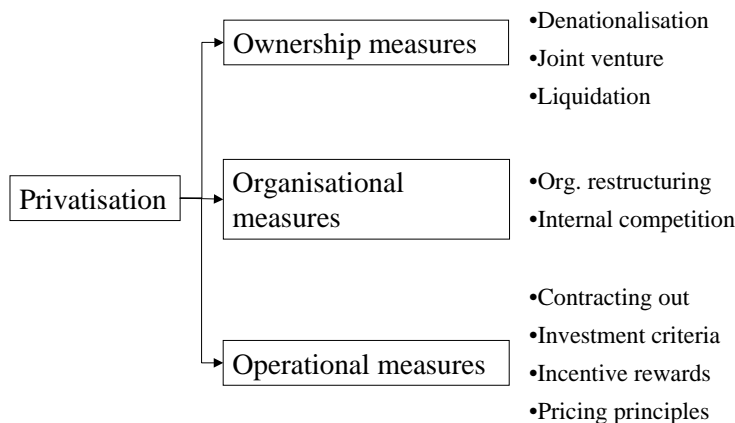 Privatisation
Ownership measures
•Denationalisation
•Joint venture
•Liquidation
Organisational
measures
•Org. restructuring
•Internal competition
Operational measures
•Contracting out
•Investment criteria
•Incentive rewards
•Pricing principles